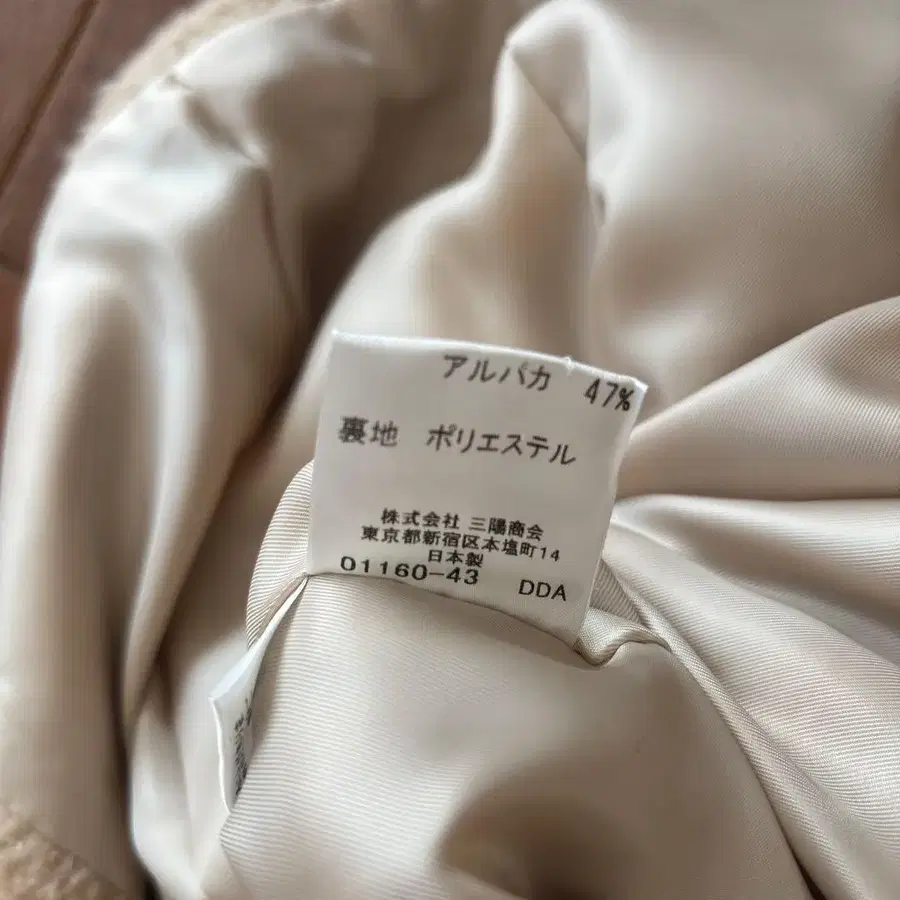 アルパカ 47%
裏地 ポリエステル
株式会社 三陽商会
東京都新宿区本塩町14
日本製
01160-43 DDA